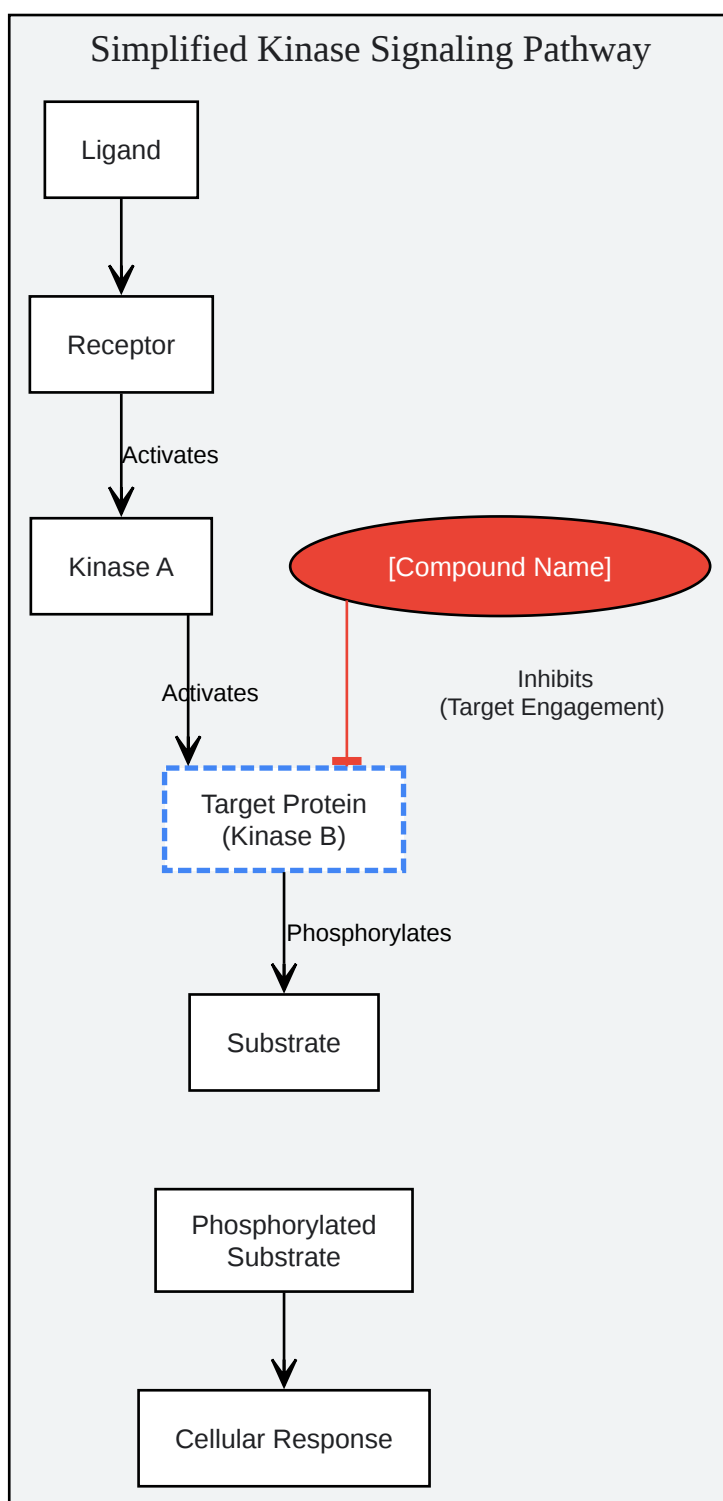 Simplified Kinase Signaling Pathway
Ligand
Receptor
Activates
Kinase A
[Compound Name]
Activates
Inhibits
(Target Engagement)
Target Protein
(Kinase B)
Phosphorylates
Substrate
Phosphorylated
Substrate
Cellular Response